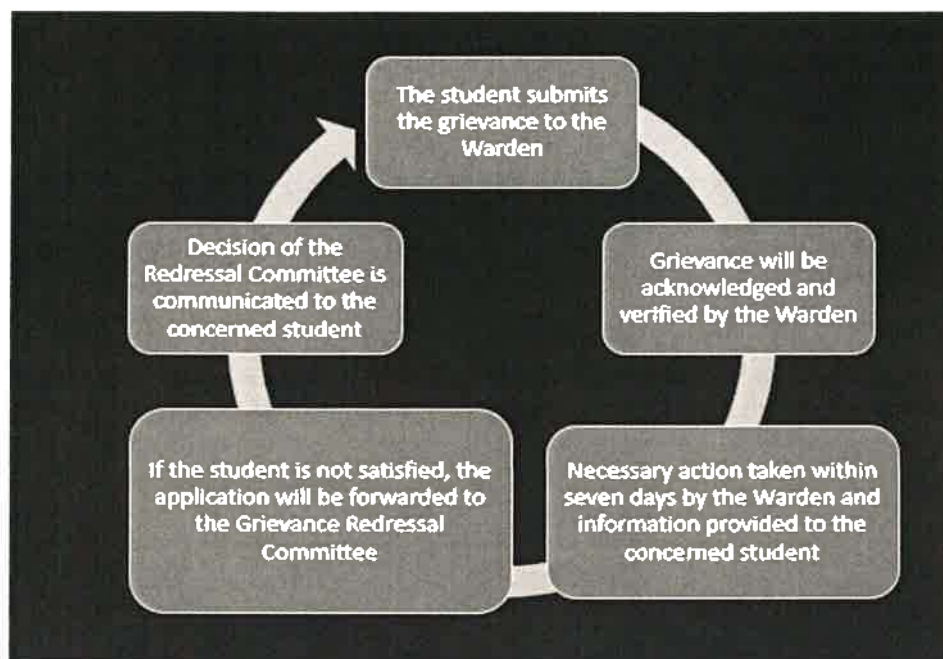 The student submits
the grievance to the
Warden
Grievance will be
acknowledged and
verified by the Warden
Necessary action taken within
seven days by the Warden and
information provided to the
concerned student
If the student is not satisfied, the
application will be forwarded to
the Grievance Redressal
Committee
Decision of the
Redressal Committee is
communicated to the
concerned student